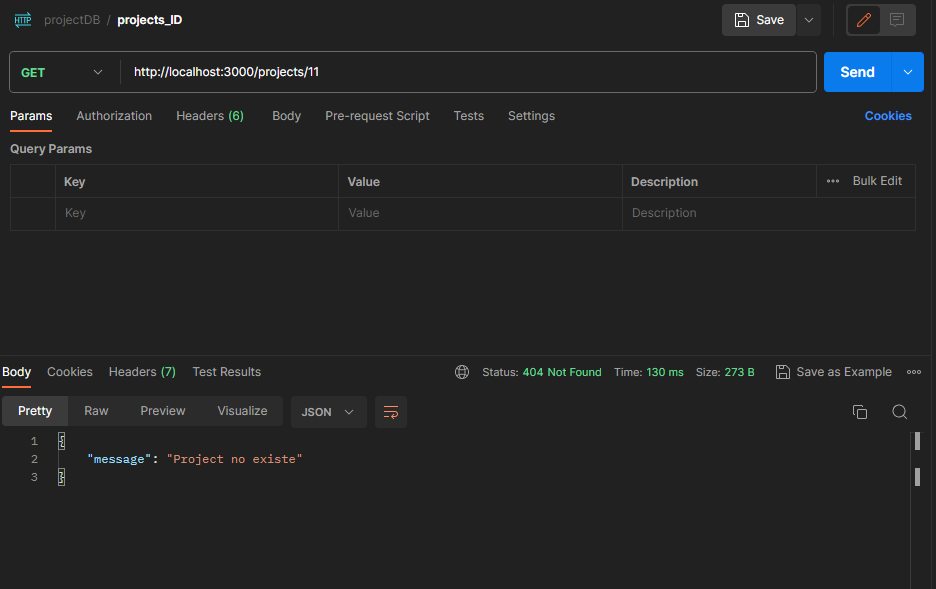 HTTP projectDB / projects_ID Save
GET http://localhost:3000/projects/11 Send
Params Authorization Headers (6) Body Pre-request Script Tests Settings Cookies
Query Params
Key Value Description ••• Bulk Edit
Key Value Description
Body Cookies Headers (7) Test Results Status: 404 Not Found Time: 130 ms Size: 273 B Save as Example •••
Pretty Raw Preview Visualize JSON
1 {
2 "message": "Project no existe"
3 }